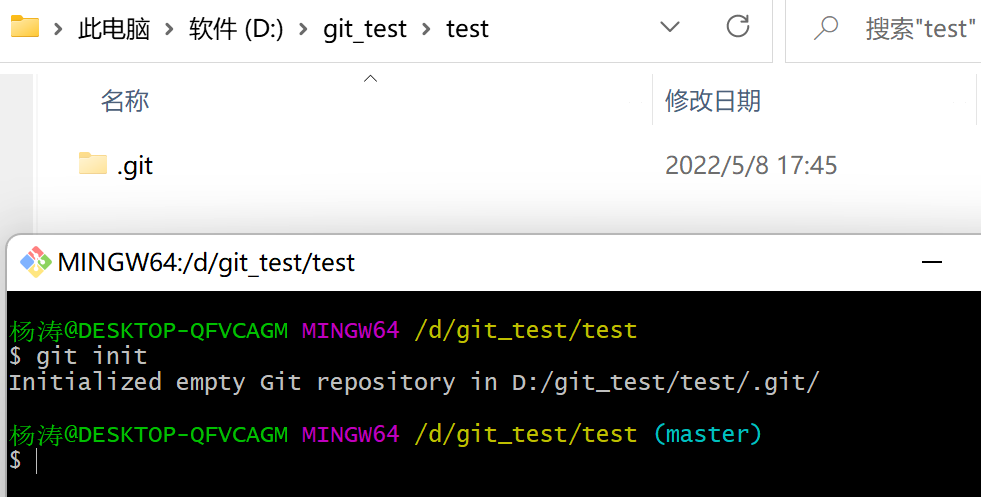 此电脑 软件 (D:) git_test test 搜索"test"
名称 修改日期
.git 2022/5/8 17:45
MINGW64:/d/git_test/test
杨涛@DESKTOP-QFVCAGM MINGW64 /d/git_test/test
$ git init
Initialized empty Git repository in D:/git_test/test/.git/
杨涛@DESKTOP-QFVCAGM MINGW64 /d/git_test/test (master)
$